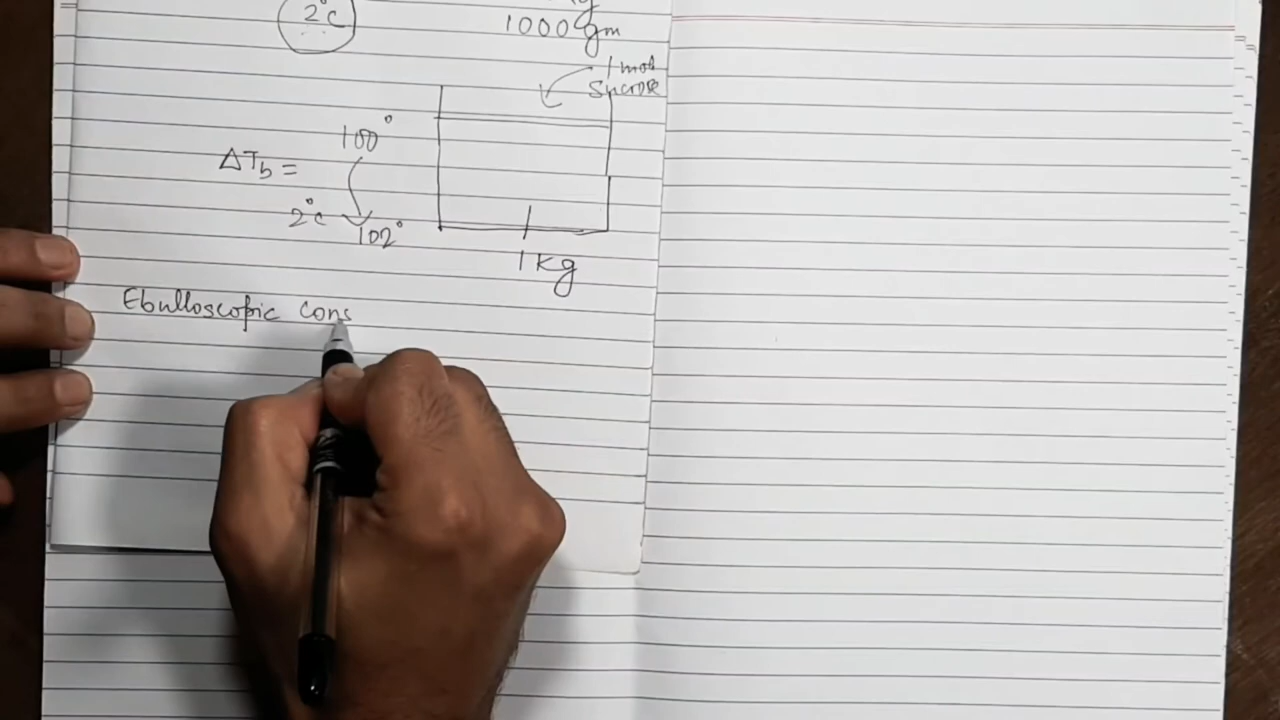 2°C
1000 gm
1 mol
Sucrose
100°
ΔTb =
2°c
102°
1 kg
Ebulloscopic Cons